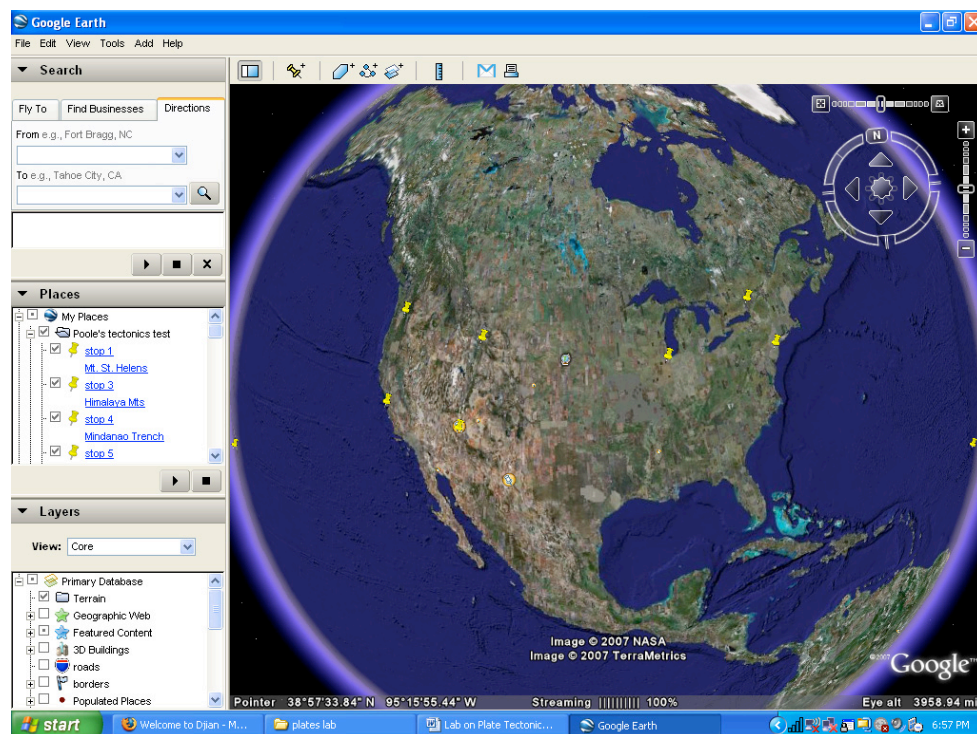 Google Earth
File Edit View Tools Add Help
Search
Fly To Find Businesses Directions
From e.g., Fort Bragg, NC
To e.g., Tahoe City, CA
Places
My Places
Poole's tectonics test
stop 1
Mt. St. Helens
stop 3
Himalaya Mts
stop 4
Mindanao Trench
stop 5
Layers
View: Core
Primary Database
Terrain
Geographic Web
Featured Content
3D Buildings
roads
borders
Populated Places
N
Image © 2007 NASA
Image © 2007 TerraMetrics
©2007 Google™
Pointer 38°57'33.84" N 95°15'55.44" W Streaming |||||||||| 100% Eye alt 3958.94 mi
start Welcome to Djian - M... plates lab Lab on Plate Tectonic... Google Earth 6:57 PM